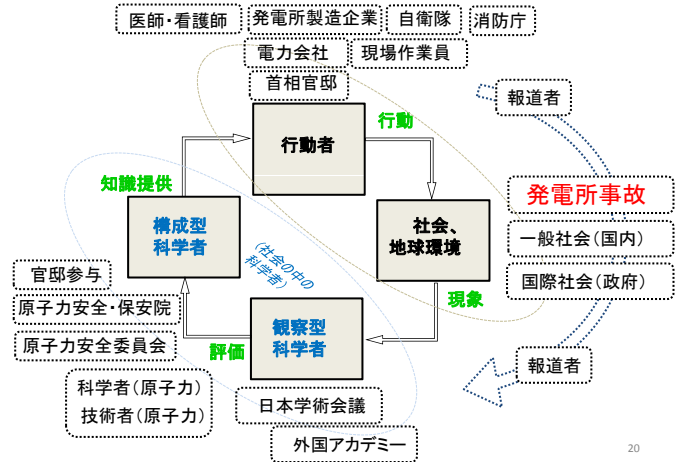 医師・看護師
発電所製造企業
自衛隊
消防庁
電力会社
現場作業員
首相官邸
報道者
行動者
行動
知識提供
発電所事故
構成型
科学者
社会、
地球環境
一般社会(国内)
(社会の中の
科学者)
官邸参与
国際社会(政府)
原子力安全・保安院
現象
観察型
科学者
原子力安全委員会
評価
報道者
科学者(原子力)
技術者(原子力)
日本学術会議
外国アカデミー
20